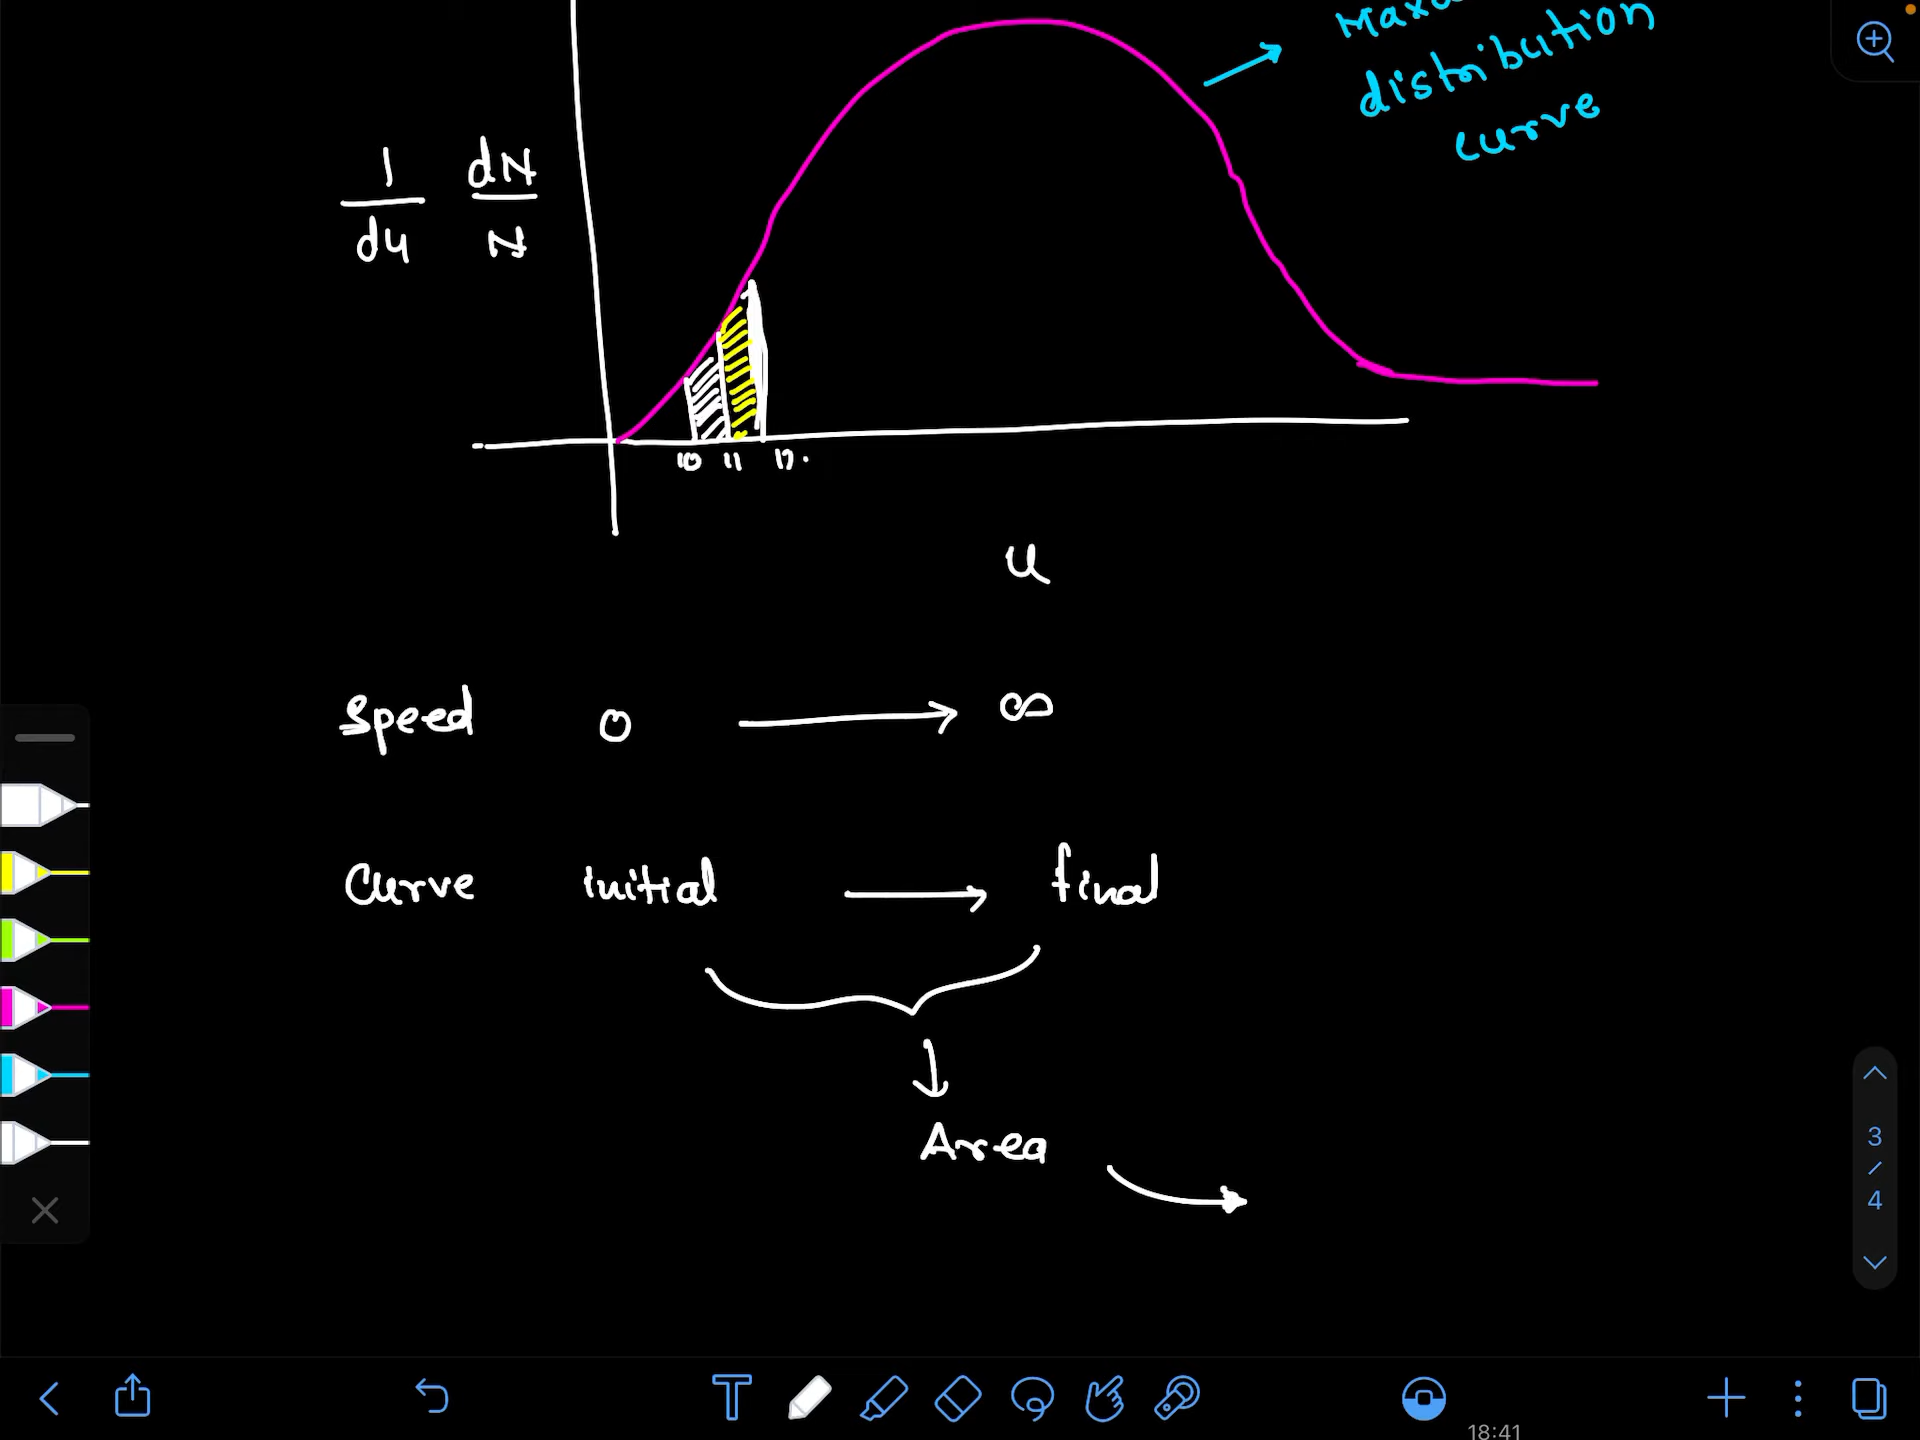 distribution
curve
1 dN
du N
10 11 12.
u
Speed 0 → ∞
Curve initial → final
↓
Area
3
/
4
18:41